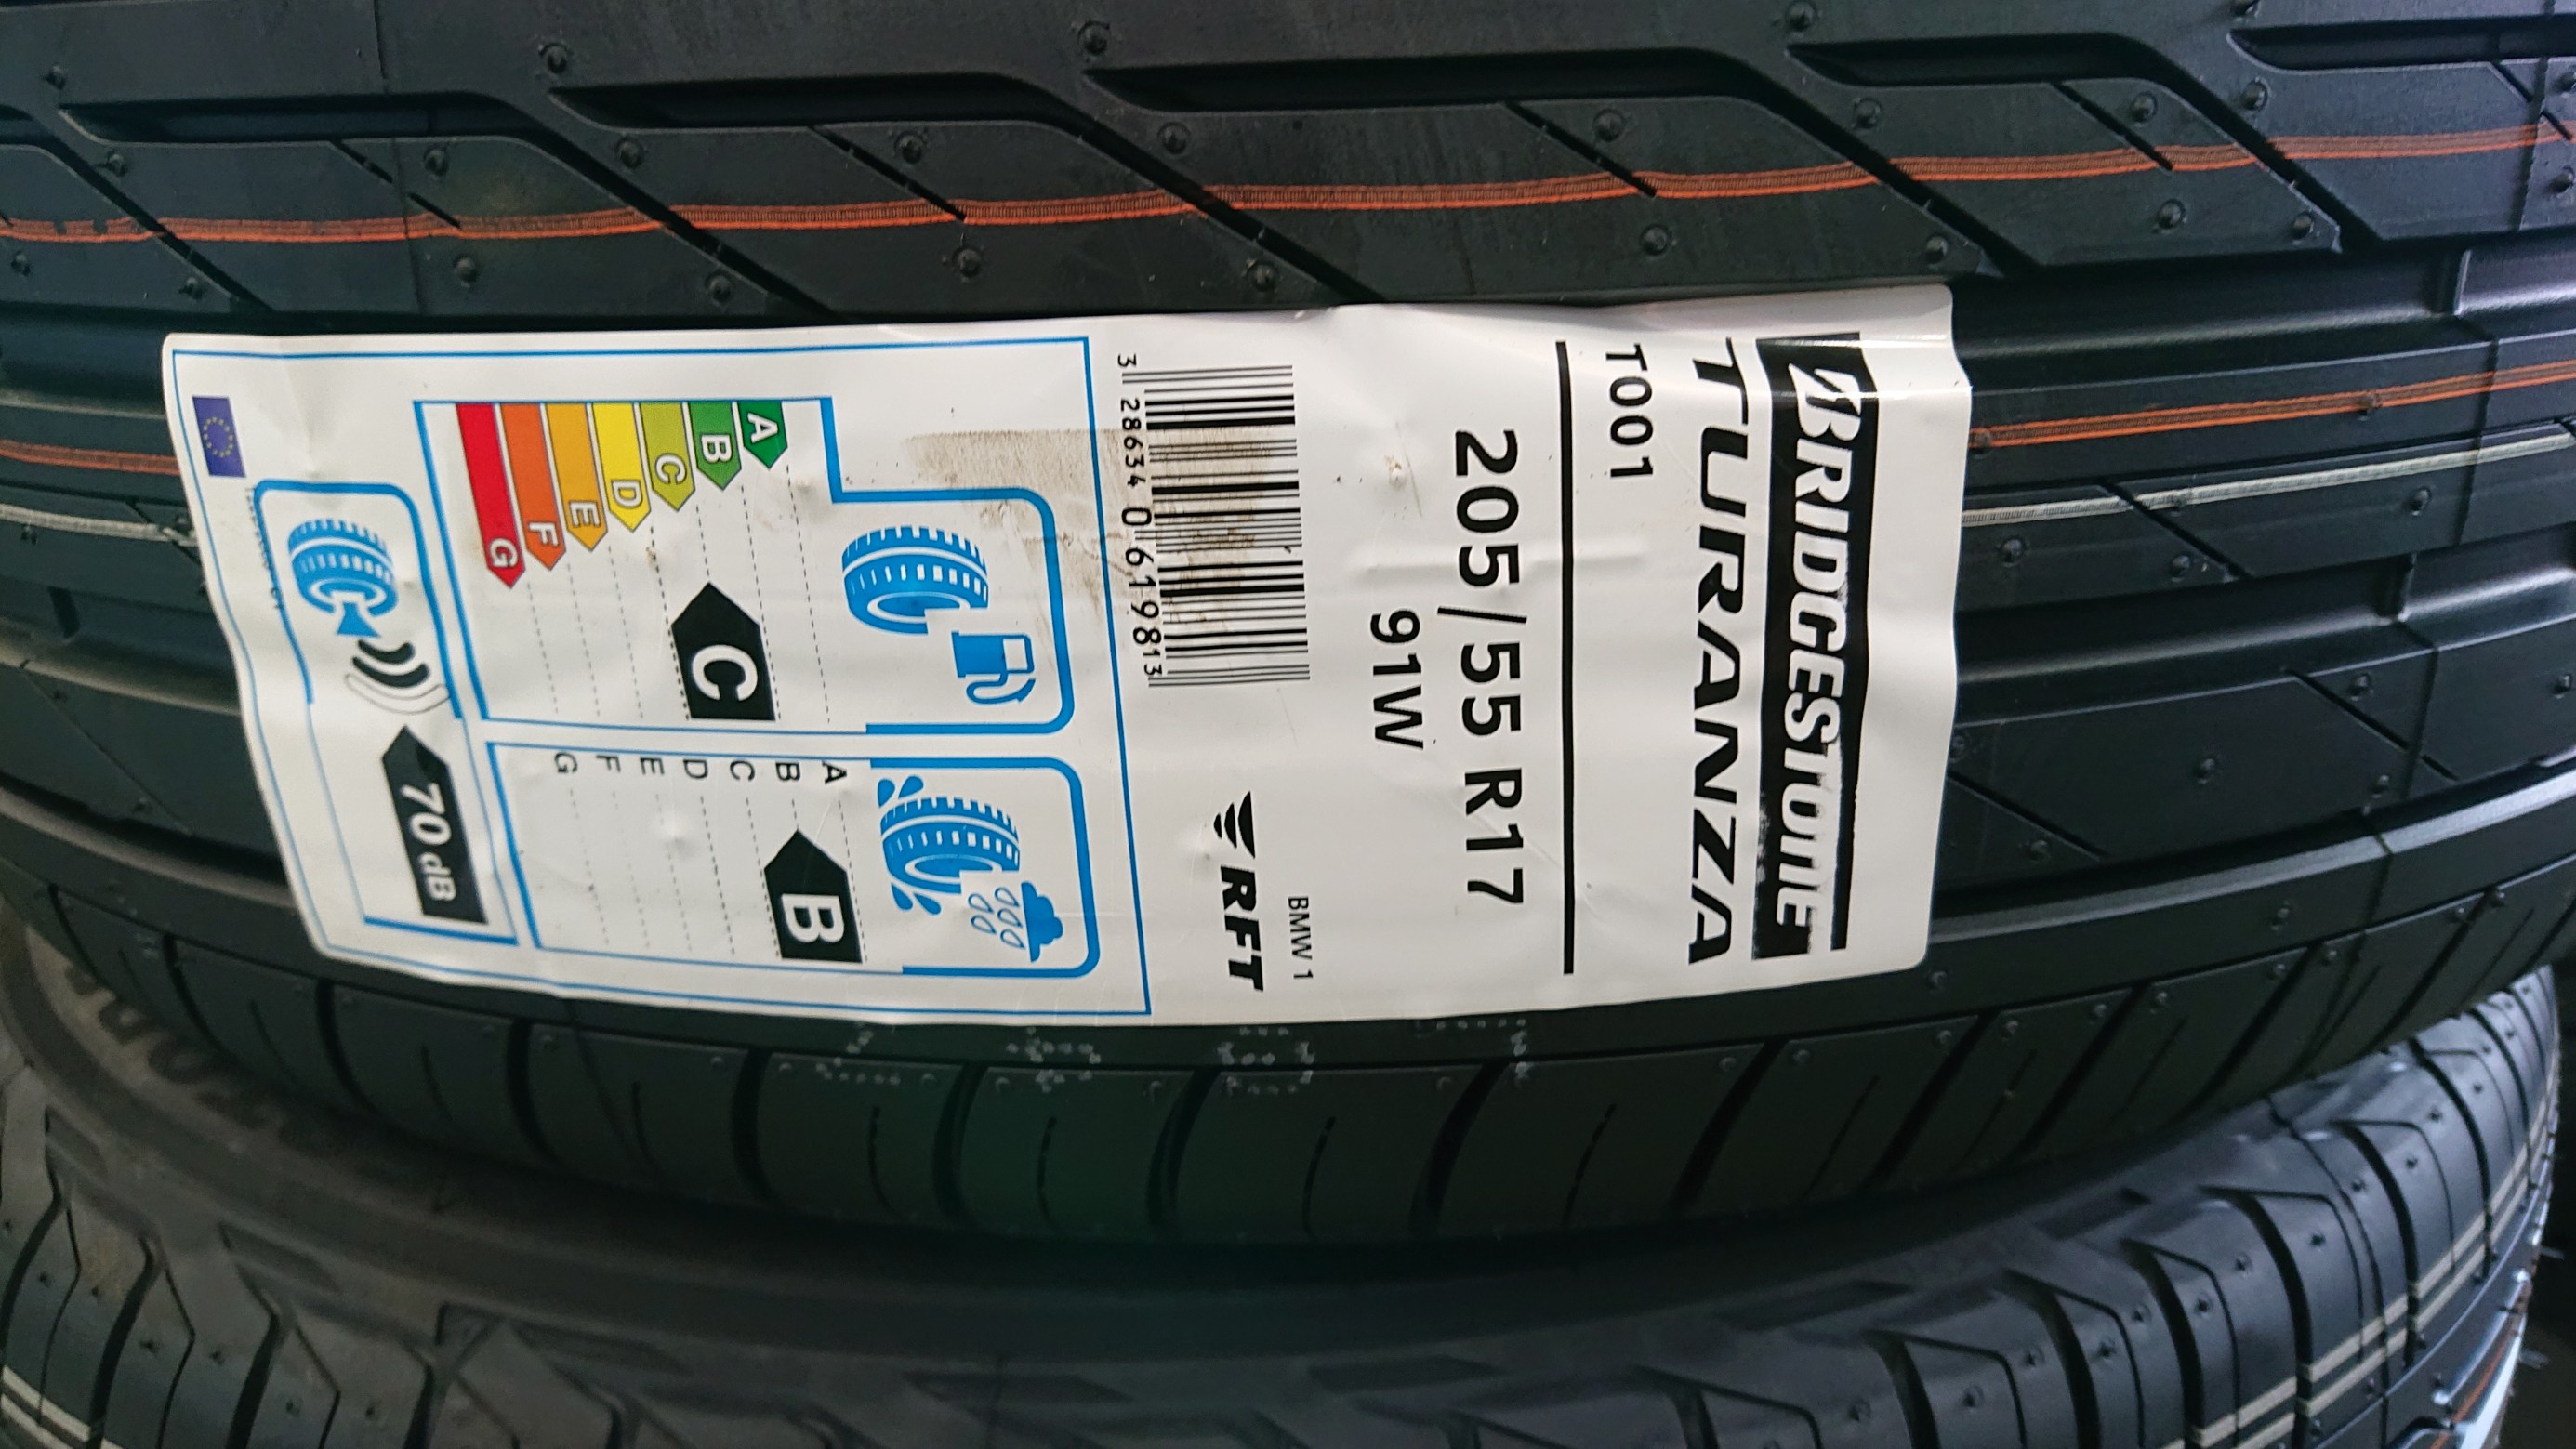 BRIDGESTONE
TURANZA
T001
205/55 R17
91W
BMW 1
RFT
3 286340 619813
A
B
C
D
E
F
G
C
A
B
C
D
E
F
G
B
70 dB